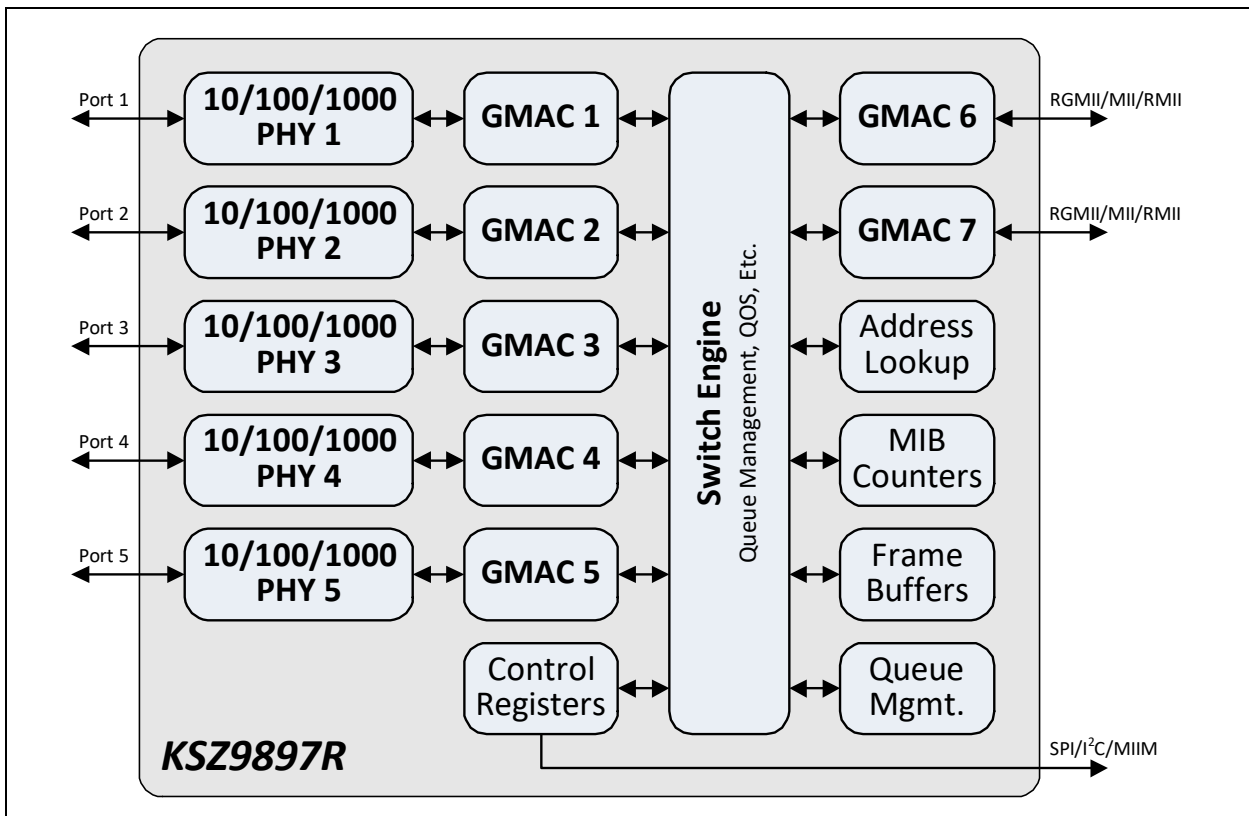 Port 1
10/100/1000
PHY 1
GMAC 1
GMAC 6
RGMII/MII/RMII
Port 2
10/100/1000
PHY 2
GMAC 2
GMAC 7
RGMII/MII/RMII
Port 3
10/100/1000
PHY 3
GMAC 3
Switch Engine
Queue Management, QOS, Etc.
Address
Lookup
Port 4
10/100/1000
PHY 4
GMAC 4
MIB
Counters
Port 5
10/100/1000
PHY 5
GMAC 5
Frame
Buffers
Control
Registers
Queue
Mgmt.
KSZ9897R
SPI/I²C/MIIM